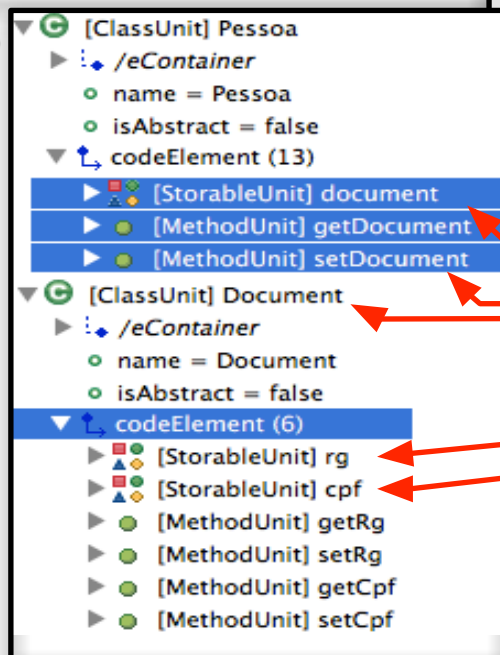 [ClassUnit] Pessoa
/eContainer
name = Pessoa
isAbstract = false
codeElement (13)
[StorableUnit] document
[MethodUnit] getDocument
[MethodUnit] setDocument
[ClassUnit] Document
/eContainer
name = Document
isAbstract = false
codeElement (6)
[StorableUnit] rg
[StorableUnit] cpf
[MethodUnit] getRg
[MethodUnit] setRg
[MethodUnit] getCpf
[MethodUnit] setCpf